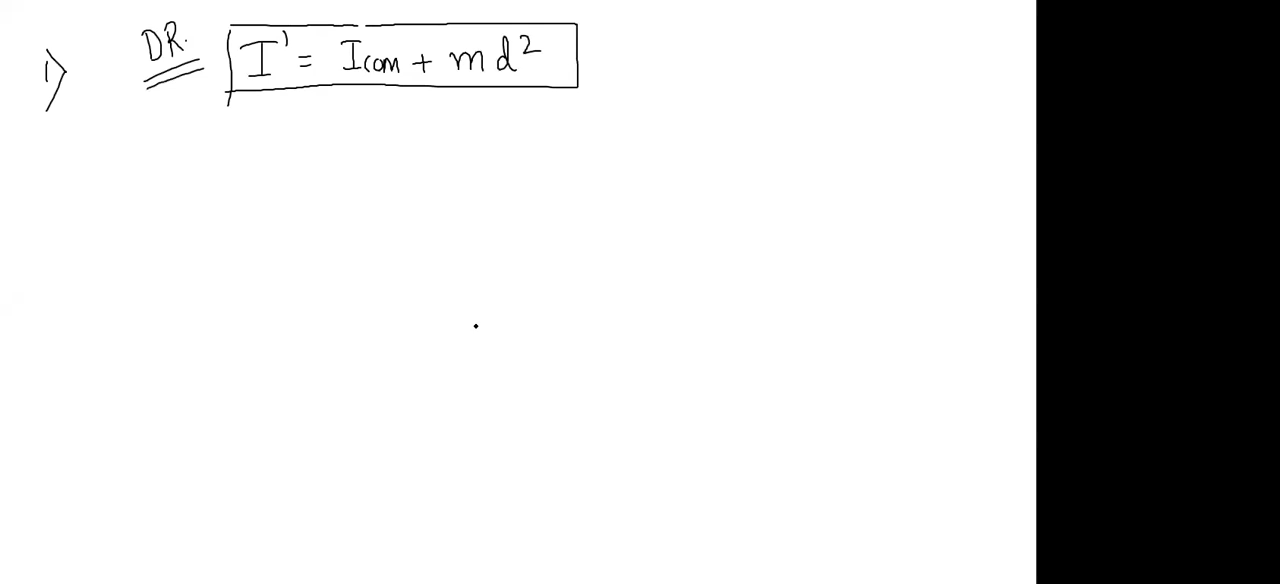 1) DR. I' = Icom + md²